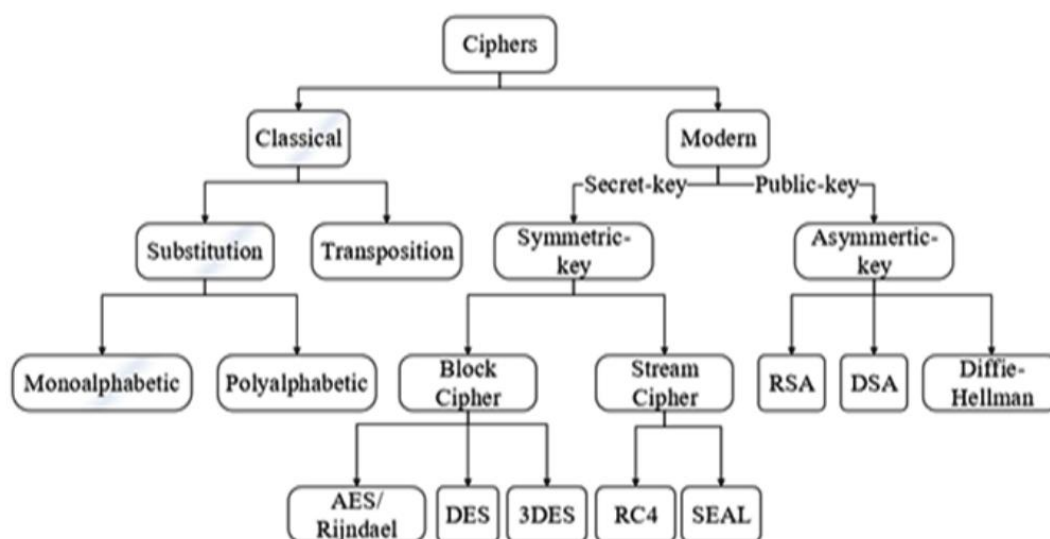 Ciphers
Classical
Modern
Secret-key
Public-key
Substitution
Transposition
Symmetric-
key
Asymmertic-
key
Monoalphabetic
Polyalphabetic
Block
Cipher
Stream
Cipher
RSA
DSA
Diffie-
Hellman
AES/
Rijndael
DES
3DES
RC4
SEAL